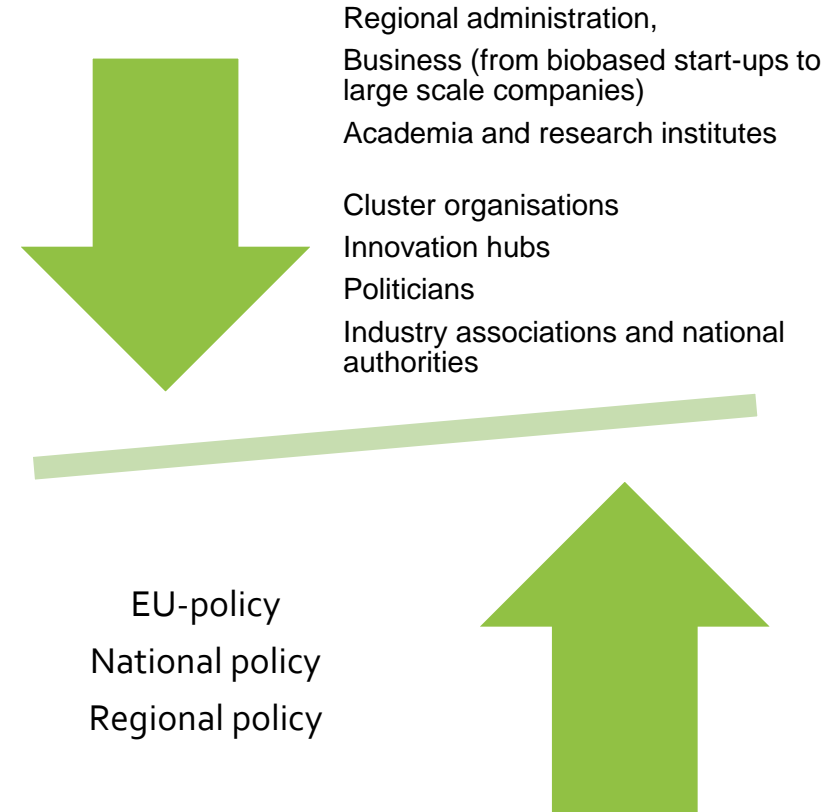 Regional administration,
Business (from biobased start-ups to
large scale companies)
Academia and research institutes
Cluster organisations
Innovation hubs
Politicians
Industry associations and national
authorities
EU-policy
National policy
Regional policy